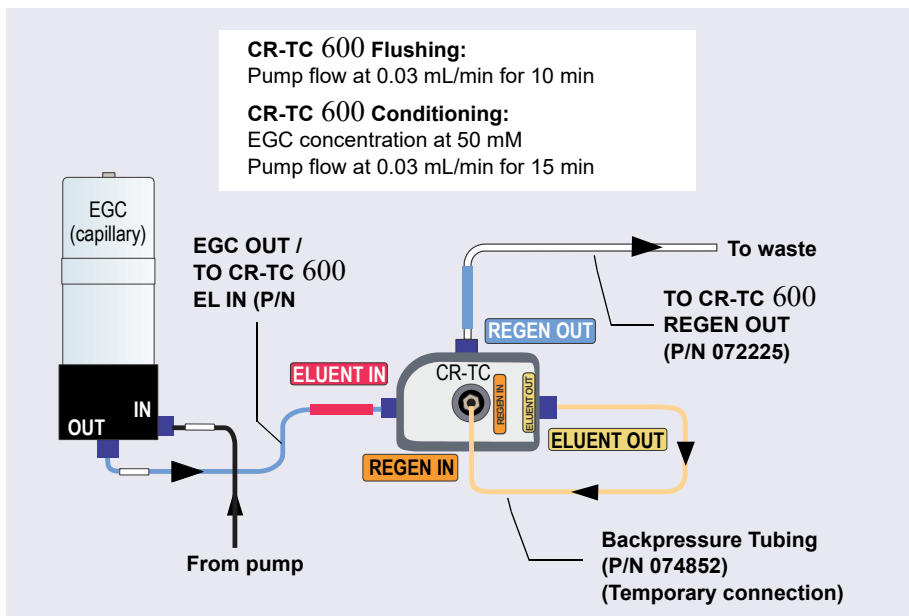 CR-TC 600 Flushing:
Pump flow at 0.03 mL/min for 10 min
CR-TC 600 Conditioning:
EGC concentration at 50 mM
Pump flow at 0.03 mL/min for 15 min
EGC
(capillary)
EGC OUT /
TO CR-TC 600
EL IN (P/N
To waste
TO CR-TC 600
REGEN OUT
(P/N 072225)
REGEN OUT
ELUENT IN
CR-TC
REGEN IN
ELUENT OUT
IN
OUT
ELUENT OUT
REGEN IN
From pump
Backpressure Tubing
(P/N 074852)
(Temporary connection)